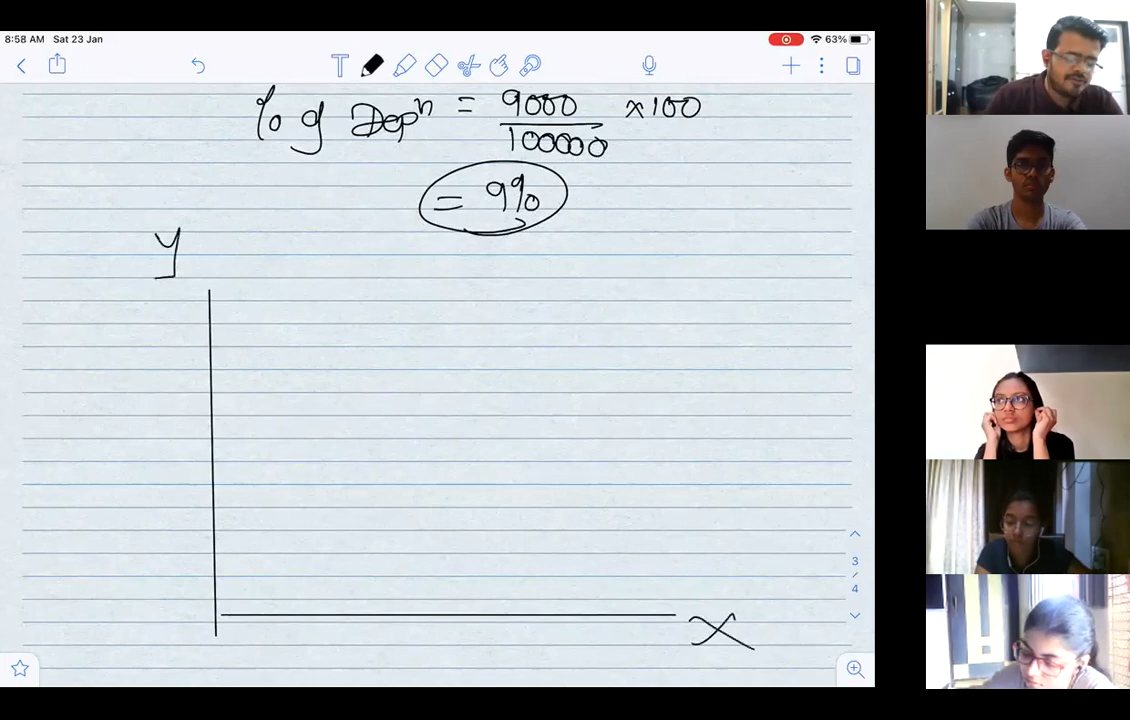 8:58 AM Sat 23 Jan
63%
T
% of Depn = 9000 / 100000 × 100
= 9%
y
x
3 / 4